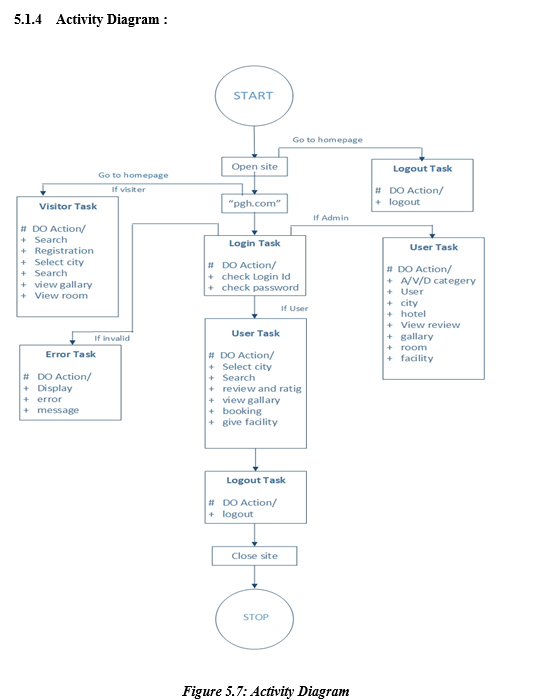 5.1.4 Activity Diagram :
START
Go to homepage
Open site
Logout Task
# DO Action/
+ logout
Go to homepage
If visiter
"pgh.com"
Visitor Task
# DO Action/
+ Search
+ Registration
+ Select city
+ Search
+ view gallary
+ View room
If Admin
Login Task
# DO Action/
+ check Login Id
+ check password
User Task
# DO Action/
+ A/V/D categery
+ User
+ city
+ hotel
+ View review
+ gallary
+ room
+ facility
If User
If invalid
Error Task
# DO Action/
+ Display
+ error
+ message
User Task
# DO Action/
+ Select city
+ Search
+ review and ratig
+ view gallary
+ booking
+ give facility
Logout Task
# DO Action/
+ logout
Close site
STOP
Figure 5.7: Activity Diagram